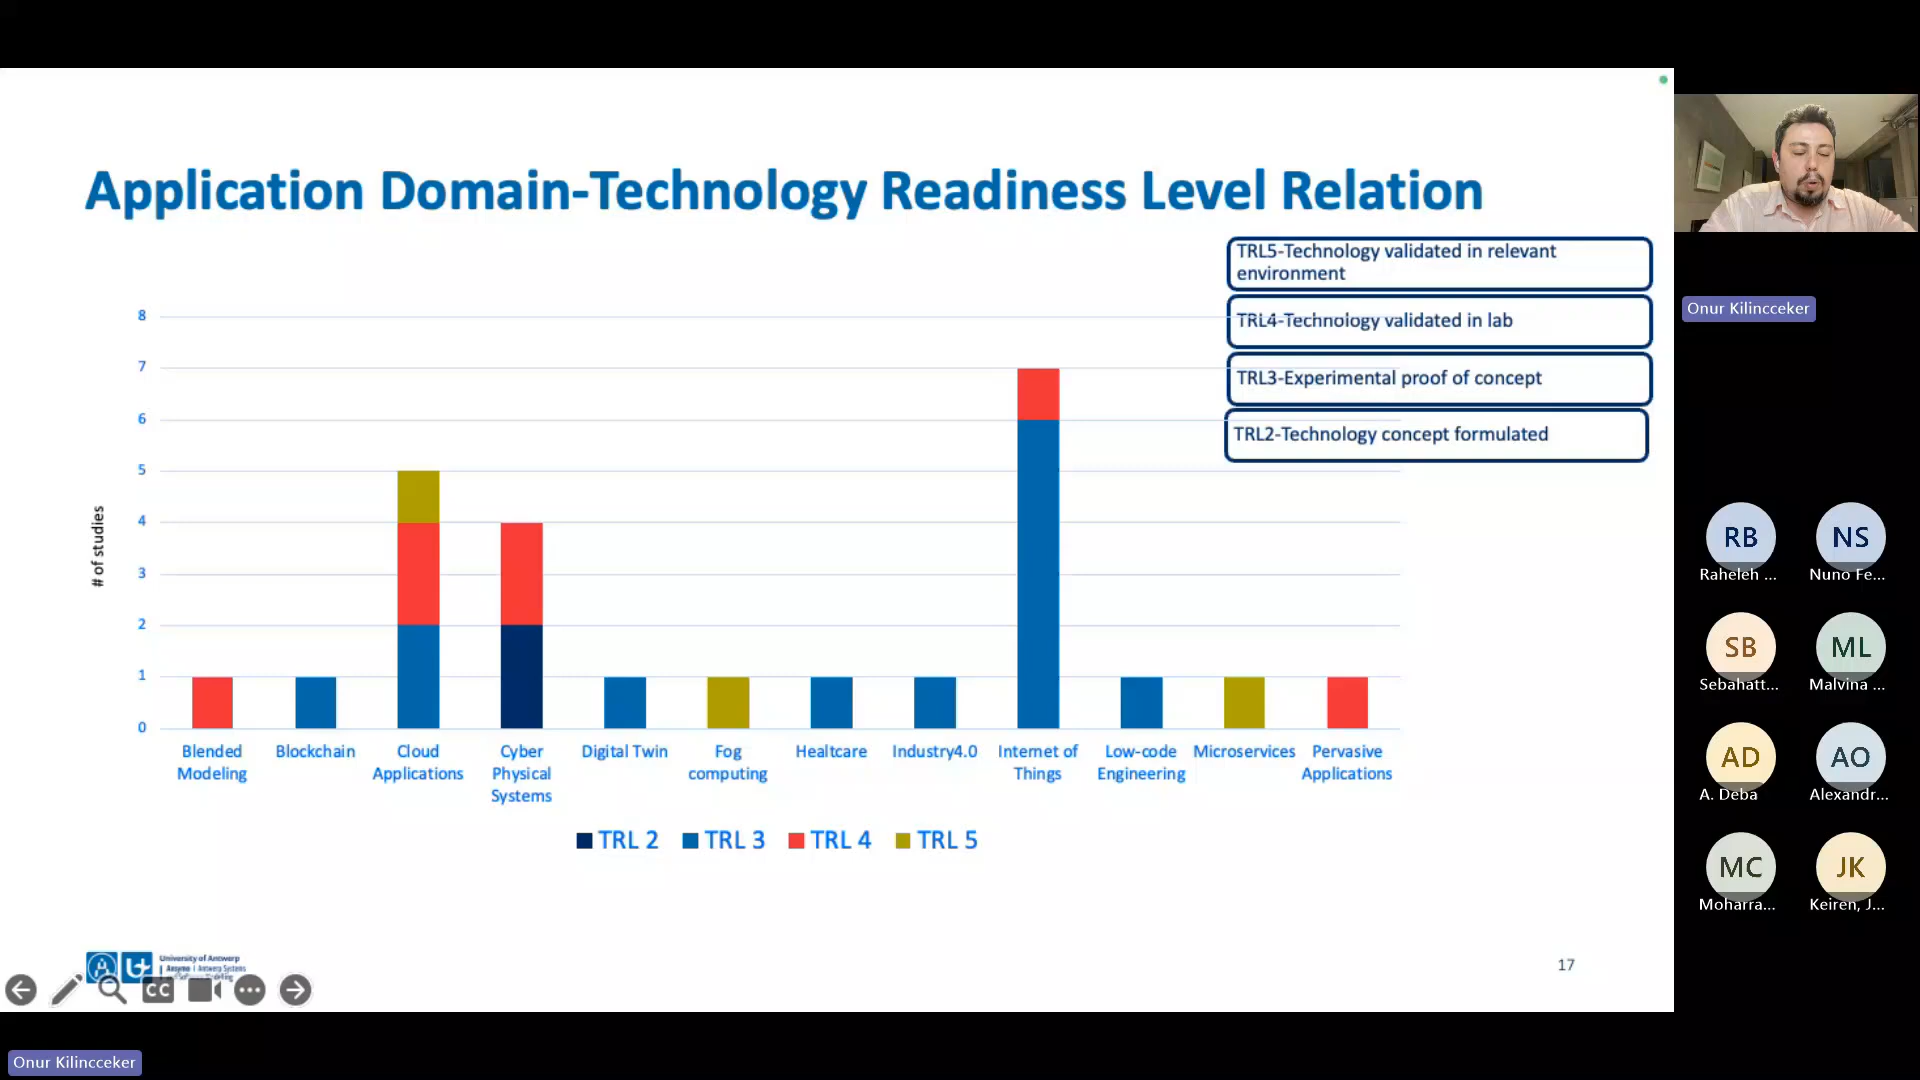 Application Domain-Technology Readiness Level Relation
TRL5-Technology validated in relevant
environment
TRL4-Technology validated in lab
TRL3-Experimental proof of concept
TRL2-Technology concept formulated
# of studies
8
7
6
5
4
3
2
1
0
Blended
Modeling
Blockchain
Cloud
Applications
Cyber
Physical
Systems
Digital Twin
Fog
computing
Healtcare
Industry4.0
Internet of
Things
Low-code
Engineering
Microservices
Pervasive
Applications
TRL 2
TRL 3
TRL 4
TRL 5
University of Antwerp
| Antwerp Systems
17
CC
Onur Kilincceker
Onur Kilincceker
RB
Raheleh ...
NS
Nuno Fe...
SB
Sebahatt...
ML
Malvina ...
AD
A. Deba
AO
Alexandr...
MC
Moharra...
JK
Keiren, J...